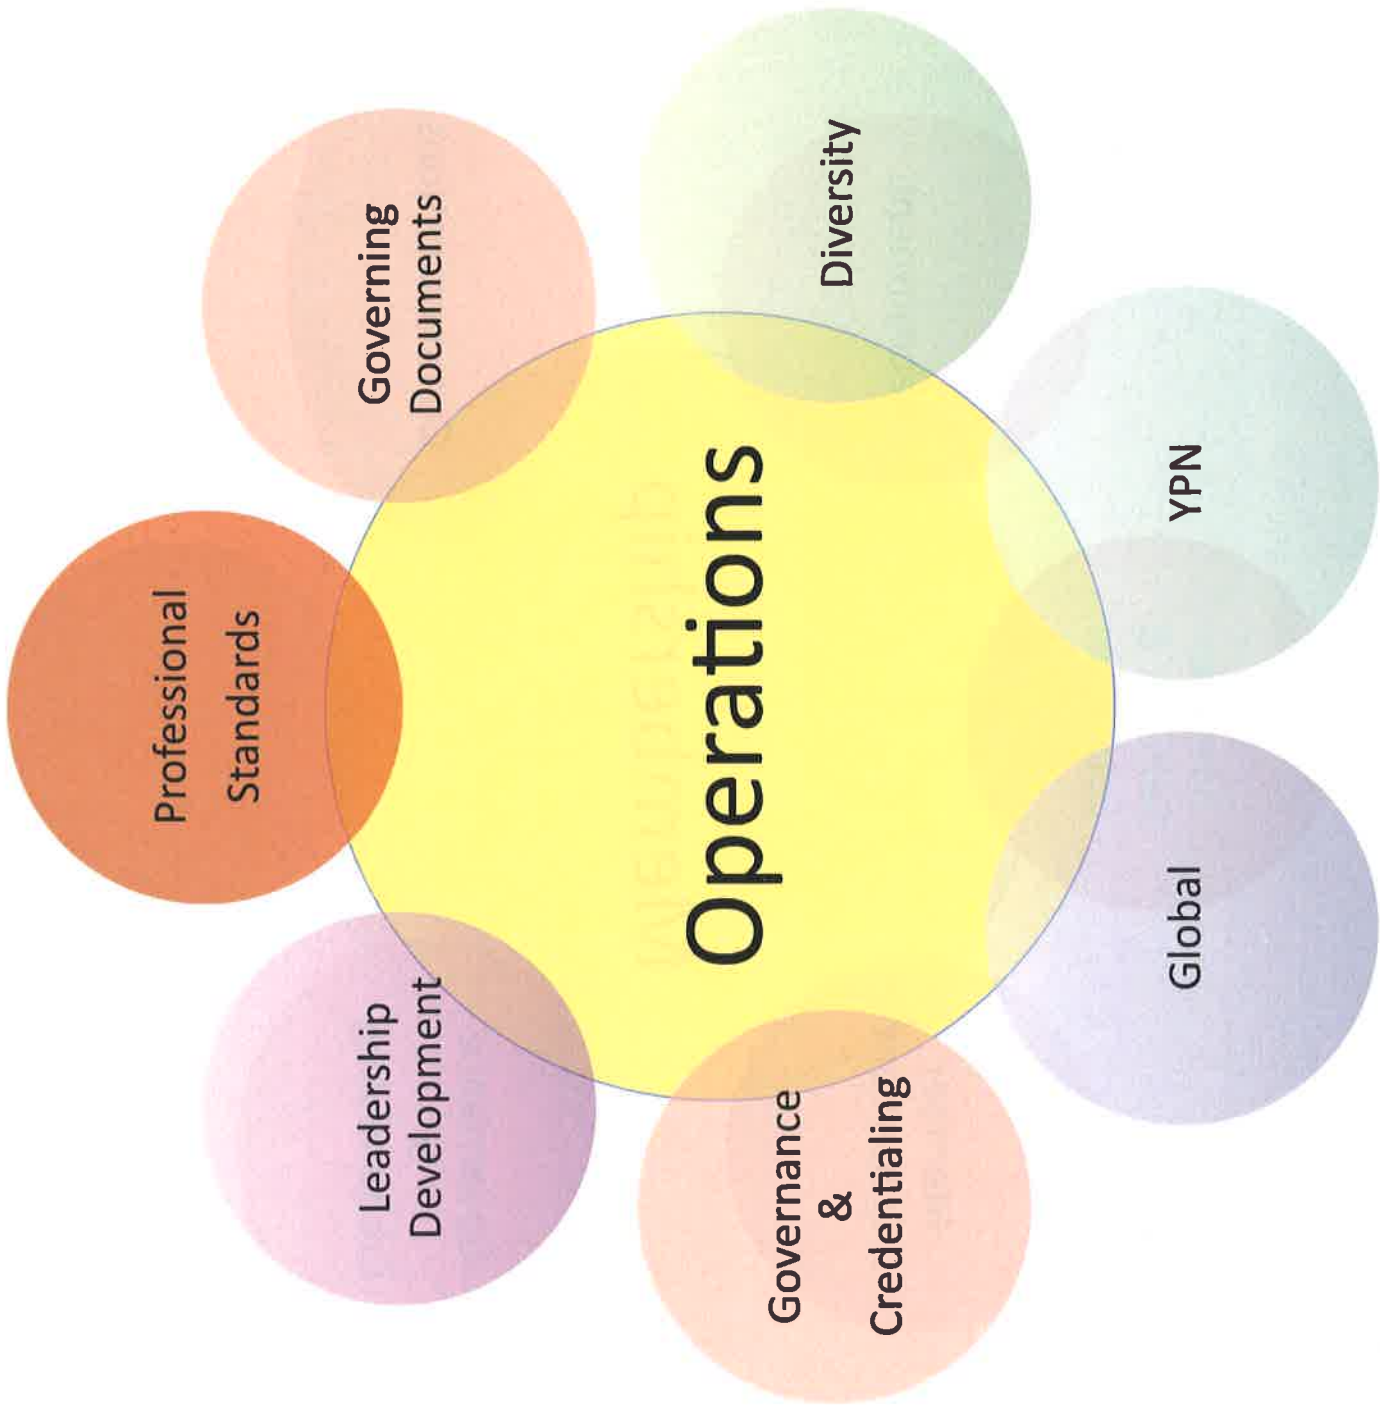 Professional
Standards
Leadership
Development
Governing
Documents
Operations
Governance
&
Credentialing
Diversity
Global
YPN